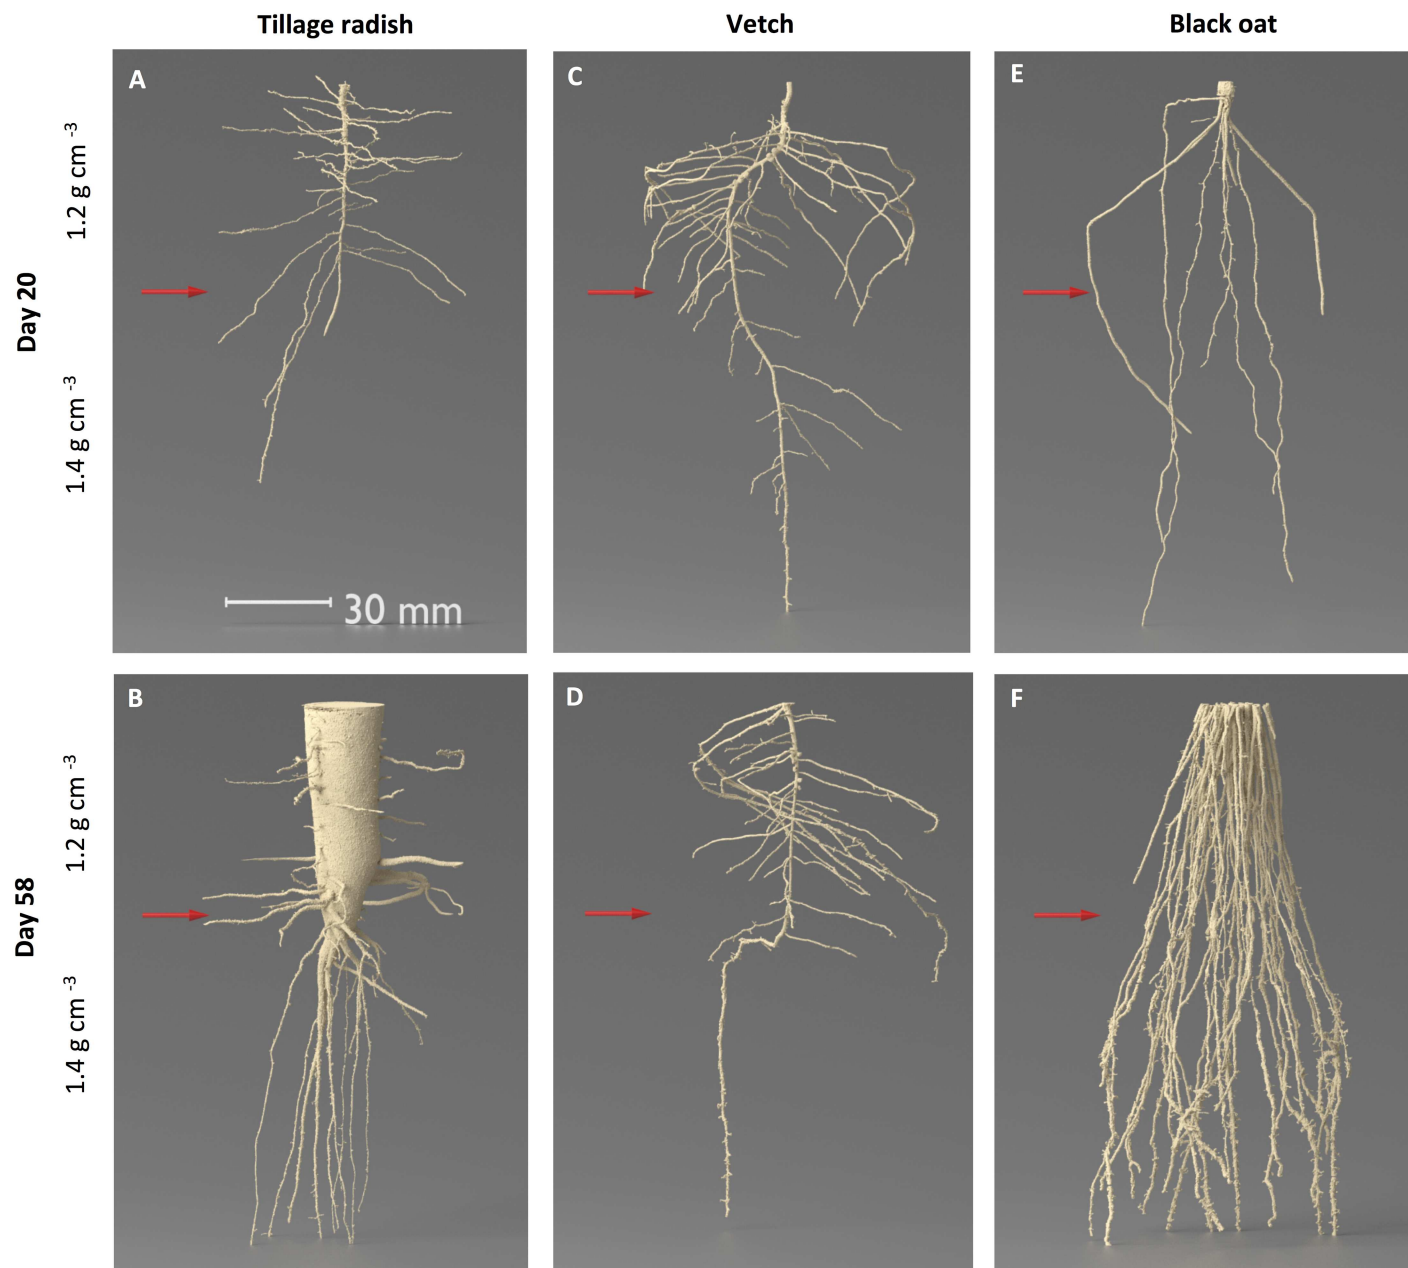 Tillage radish
Vetch
Black oat
A
C
E
1.2 g cm -3
Day 20
1.4 g cm -3
30 mm
B
D
F
1.2 g cm -3
Day 58
1.4 g cm -3